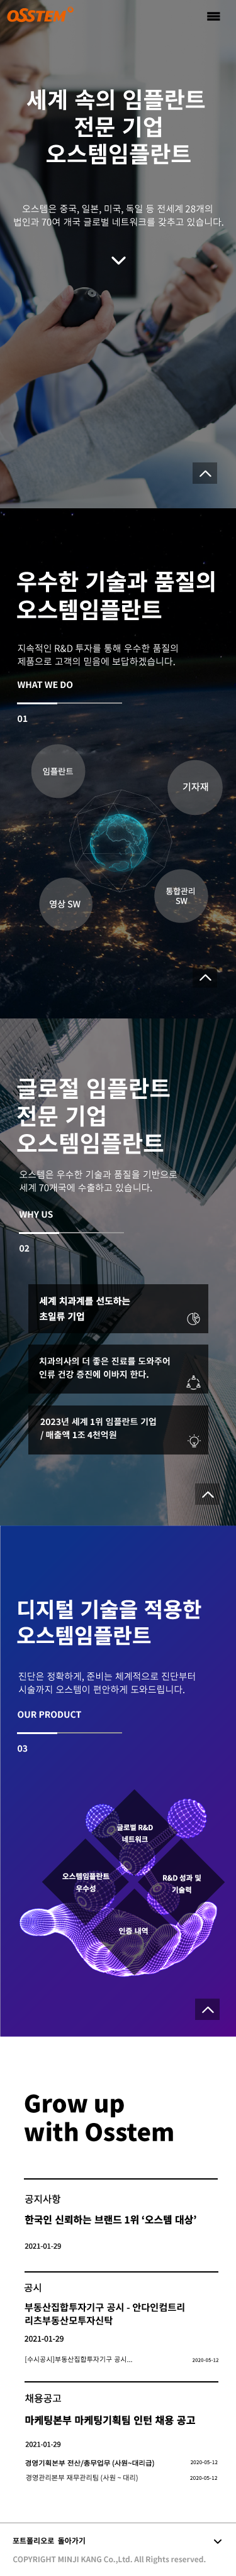 OSSTEM
세계 속의 임플란트
전문 기업
오스템임플란트
오스템은 중국, 일본, 미국, 독일 등 전세계 28개의
법인과 70여 개국 글로벌 네트워크를 갖추고 있습니다.
우수한 기술과 품질의
오스템임플란트
지속적인 R&D 투자를 통해 우수한 품질의
제품으로 고객의 믿음에 보답하겠습니다.
WHAT WE DO
01
임플란트
기자재
영상 SW
통합관리
SW
글로절 임플란트
전문 기업
오스템임플란트
오스템은 우수한 기술과 품질을 기반으로
세계 70개국에 수출하고 있습니다.
WHY US
02
세계 치과계를 선도하는
초일류 기업
치과의사의 더 좋은 진료를 도와주어
인류 건강 증진에 이바지 한다.
2023년 세계 1위 임플란트 기업
/ 매출액 1조 4천억원
디지털 기술을 적용한
오스템임플란트
진단은 정확하게, 준비는 체계적으로 진단부터
시술까지 오스템이 편안하게 도와드립니다.
OUR PRODUCT
03
글로벌 R&D
네트워크
오스템임플란트
우수성
R&D 성과 및
기술력
인증 내역
Grow up
with Osstem
공지사항
한국인 신뢰하는 브랜드 1위 ‘오스템 대상’
2021-01-29
공시
부동산집합투자기구 공시 - 안다인컴트리
리츠부동산모투자신탁
2021-01-29
[수시공시]부동산집합투자기구 공시... 2020-05-12
채용공고
마케팅본부 마케팅기획팀 인턴 채용 공고
2021-01-29
경영기획본부 전산/총무업무 (사원~대리급) 2020-05-12
경영관리본부 재무관리팀 (사원 ~ 대리) 2020-05-12
포트폴리오로 돌아가기
COPYRIGHT MINJI KANG Co.,Ltd. All Rights reserved.